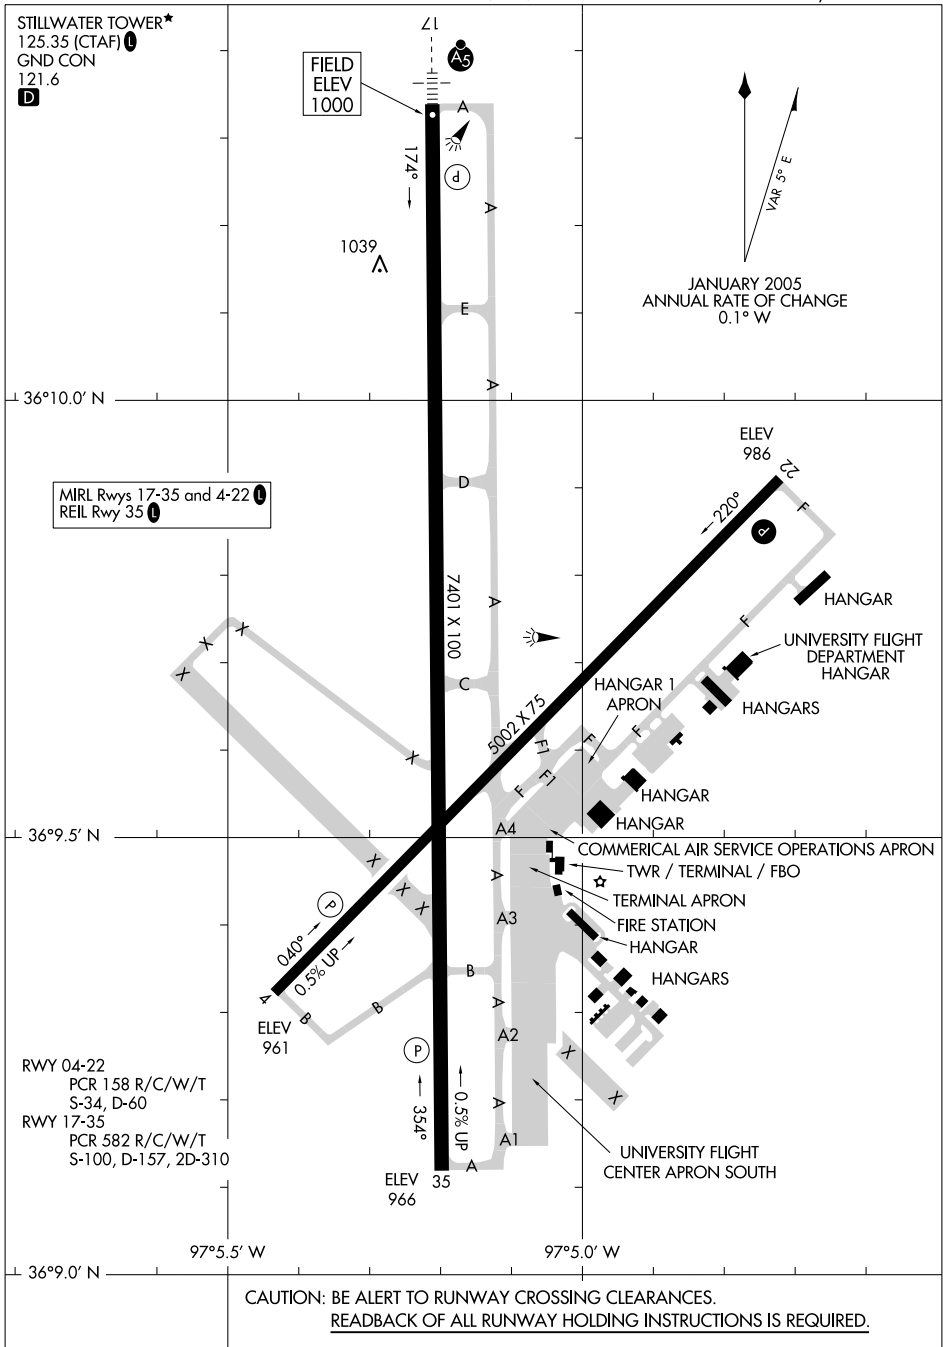 STILLWATER TOWER★
125.35 (CTAF) L
GND CON
121.6
D
17
A5
FIELD
ELEV
1000
A
174°
P
A
VAR 5° E
1039
JANUARY 2005
ANNUAL RATE OF CHANGE
0.1° W
E
A
36°10.0' N
ELEV
986
22
D
MIRL Rwys 17-35 and 4-22 L
REIL Rwy 35 L
220°
F
P
7401 X 100
A
HANGAR
F
X
X
X
UNIVERSITY FLIGHT
DEPARTMENT
HANGAR
C
HANGAR 1
APRON
HANGARS
5002 X 75
F1
F
F
X
F1
F
HANGAR
HANGAR
A4
36°9.5' N
COMMERICAL AIR SERVICE OPERATIONS APRON
X
A
TWR / TERMINAL / FBO
X
TERMINAL APRON
P
X
A3
FIRE STATION
040°
0.5% UP
HANGAR
B
HANGARS
4
B
B
A
ELEV
961
A2
P
X
RWY 04-22
PCR 158 R/C/W/T
S-34, D-60
RWY 17-35
PCR 582 R/C/W/T
S-100, D-157, 2D-310
354°
0.5% UP
A
X
A1
A
UNIVERSITY FLIGHT
CENTER APRON SOUTH
ELEV
966
35
97°5.5' W
97°5.0' W
36°9.0' N
CAUTION: BE ALERT TO RUNWAY CROSSING CLEARANCES.
READBACK OF ALL RUNWAY HOLDING INSTRUCTIONS IS REQUIRED.